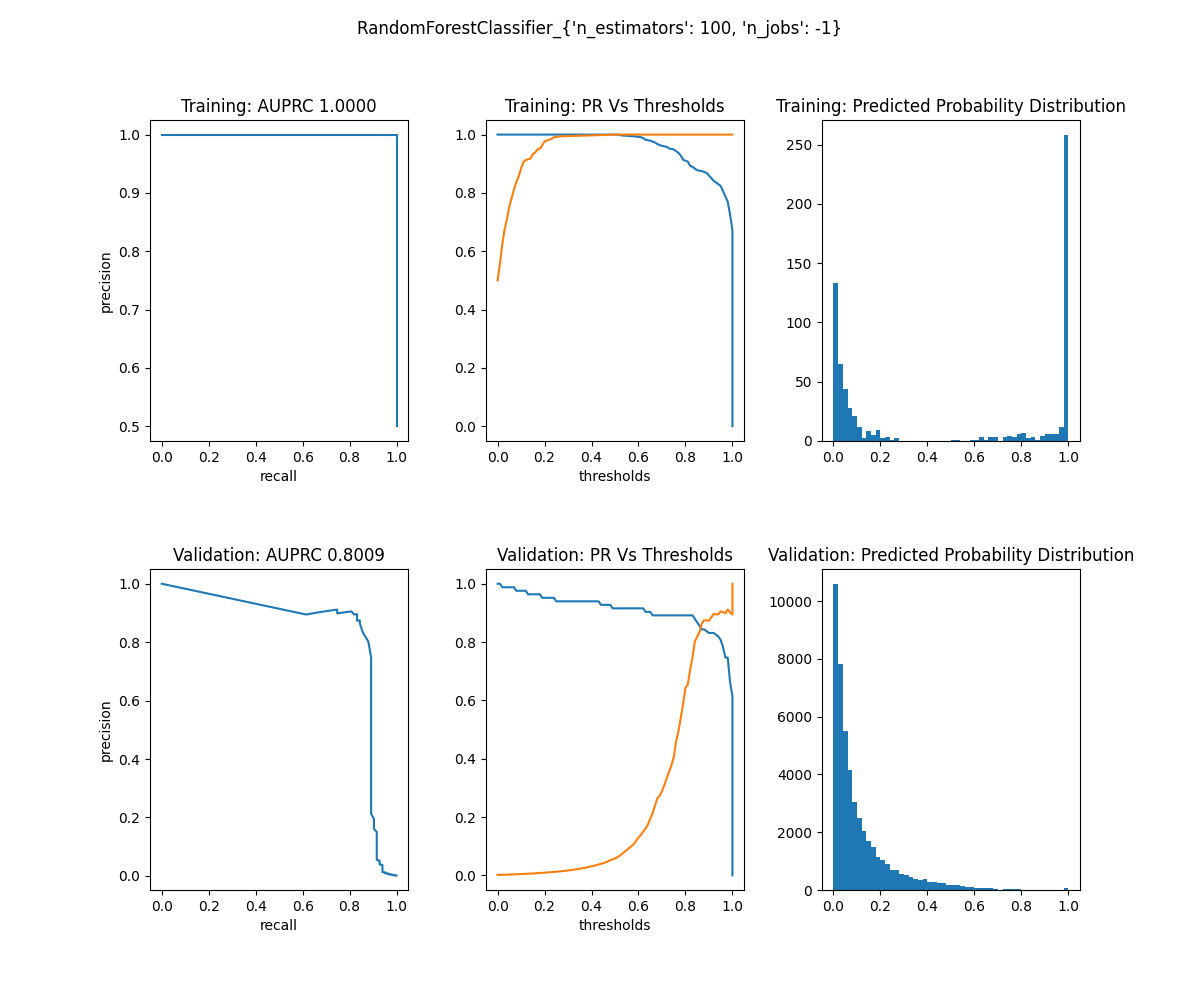 RandomForestClassifier_{'n_estimators': 100, 'n_jobs': -1}
Training: AUPRC 1.0000
1.0
0.9
0.8
0.7
0.6
0.5
precision
0.0 0.2 0.4 0.6 0.8 1.0
recall
Training: PR Vs Thresholds
1.0
0.8
0.6
0.4
0.2
0.0
0.0 0.2 0.4 0.6 0.8 1.0
thresholds
Training: Predicted Probability Distribution
250
200
150
100
50
0
0.0 0.2 0.4 0.6 0.8 1.0
Validation: AUPRC 0.8009
1.0
0.8
0.6
0.4
0.2
0.0
precision
0.0 0.2 0.4 0.6 0.8 1.0
recall
Validation: PR Vs Thresholds
1.0
0.8
0.6
0.4
0.2
0.0
0.0 0.2 0.4 0.6 0.8 1.0
thresholds
Validation: Predicted Probability Distribution
10000
8000
6000
4000
2000
0
0.0 0.2 0.4 0.6 0.8 1.0